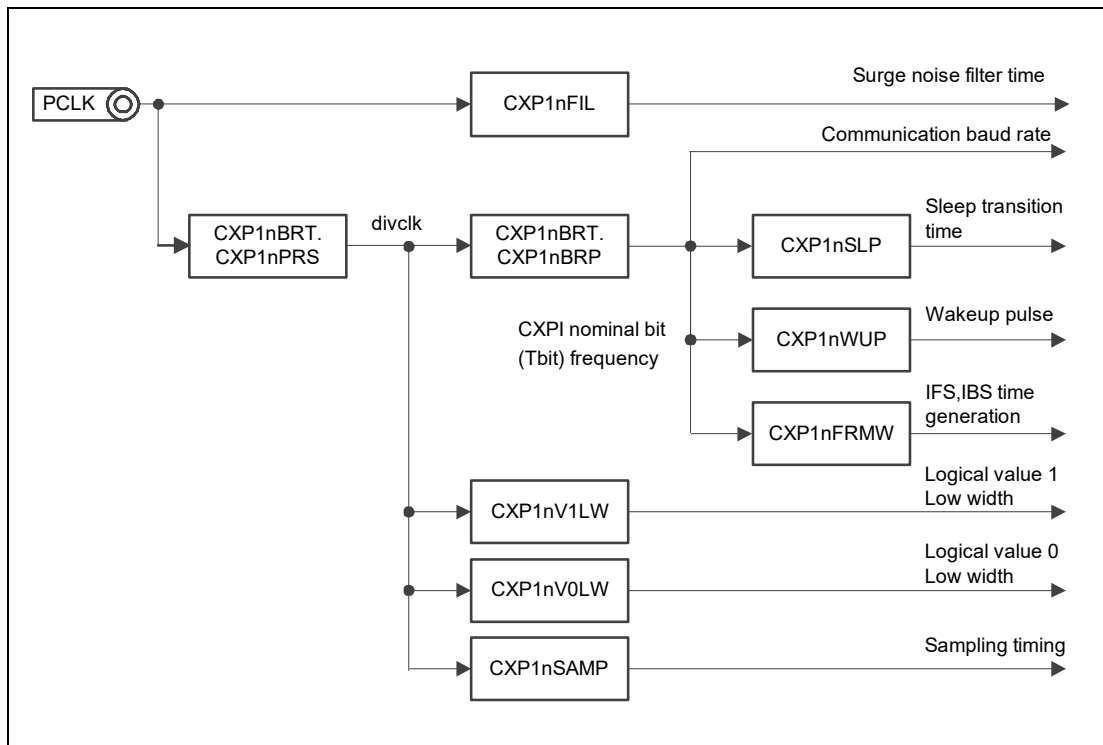 Surge noise filter time
PCLK
CXP1nFIL
Communication baud rate
divclk
Sleep transition
time
CXP1nBRT.
CXP1nPRS
CXP1nBRT.
CXP1nBRP
CXP1nSLP
CXPI nominal bit
(Tbit) frequency
Wakeup pulse
CXP1nWUP
IFS,IBS time
generation
CXP1nFRMW
Logical value 1
Low width
CXP1nV1LW
Logical value 0
Low width
CXP1nV0LW
Sampling timing
CXP1nSAMP